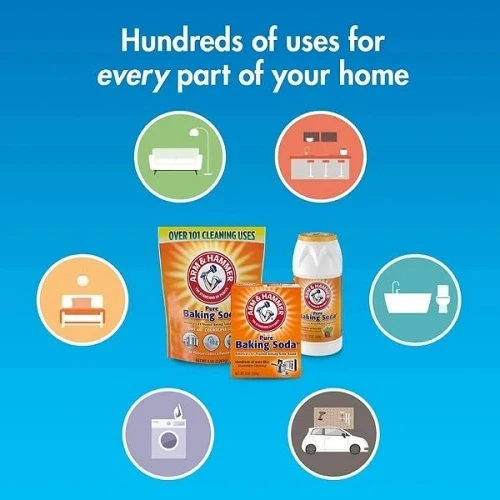 Hundreds of uses for
every part of your home
OVER 101 CLEANING USES
ARM & HAMMER
Pure
Baking Soda
ARM & HAMMER
Pure
Baking Soda
ARM & HAMMER
Pure
Baking Soda